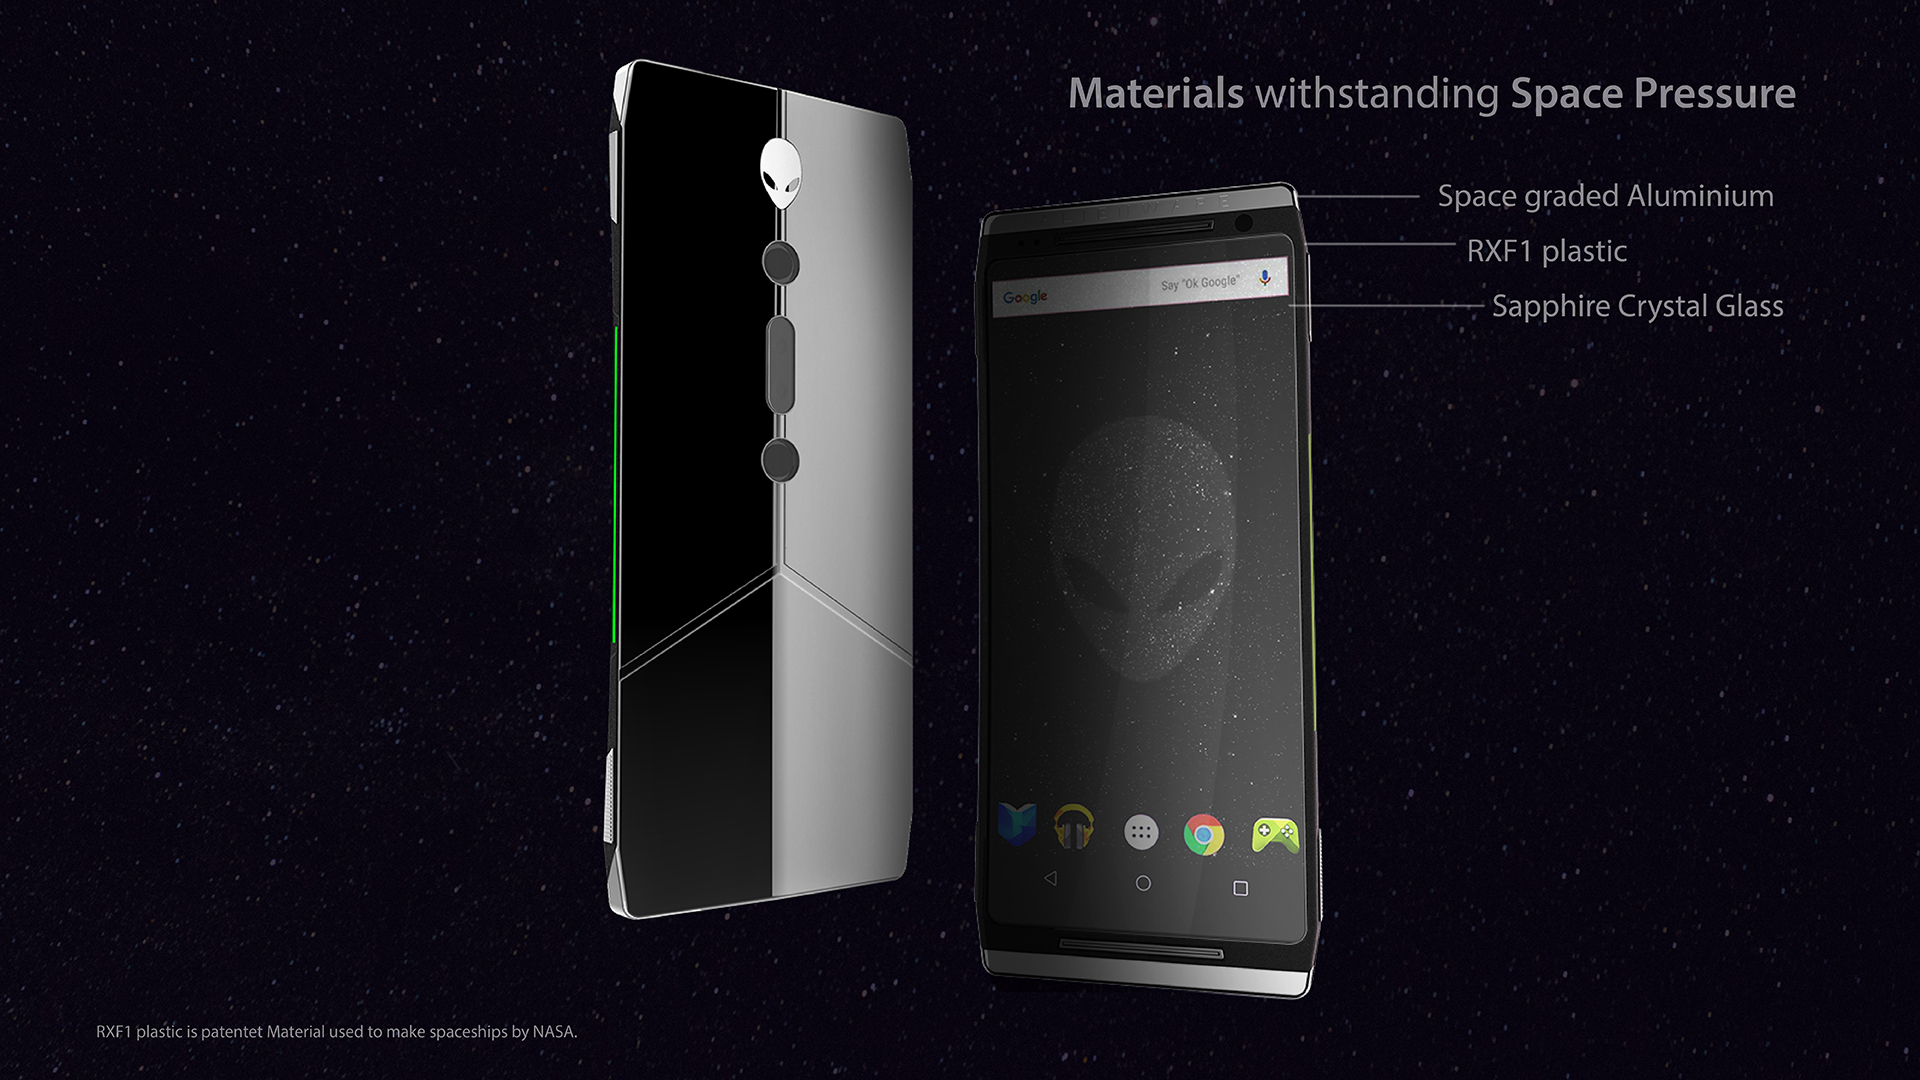 Materials withstanding Space Pressure
Space graded Aluminium
RXF1 plastic
Sapphire Crystal Glass
ALIENWARE
Google
Say "Ok Google"
RXF1 plastic is patentet Material used to make spaceships by NASA.